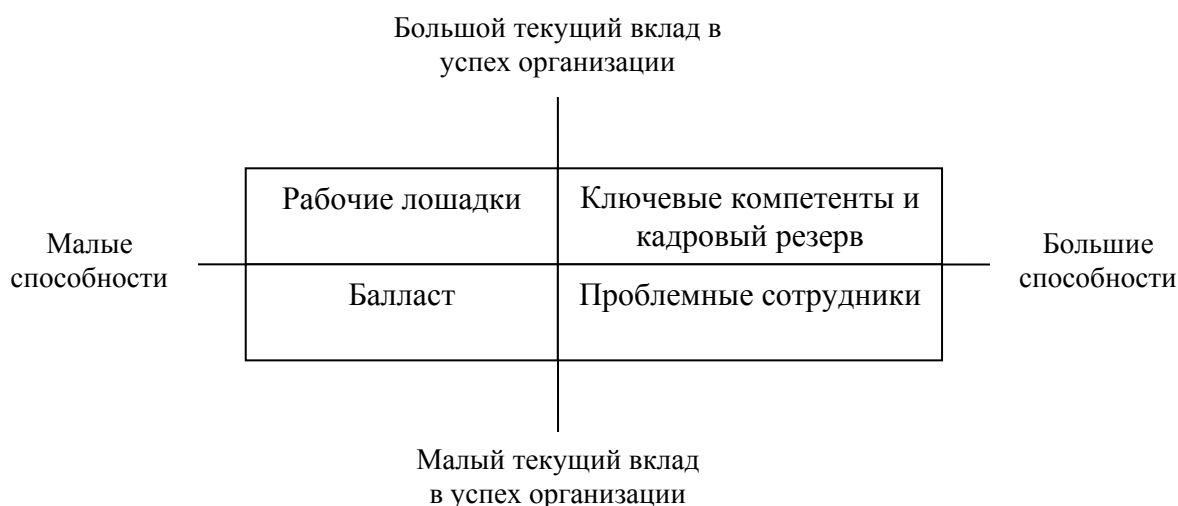 Большой текущий вклад в
успех организации
Рабочие лошадки
Ключевые компетенты и
кадровый резерв
Малые
способности
Большие
способности
Балласт
Проблемные сотрудники
Малый текущий вклад
в успех организации